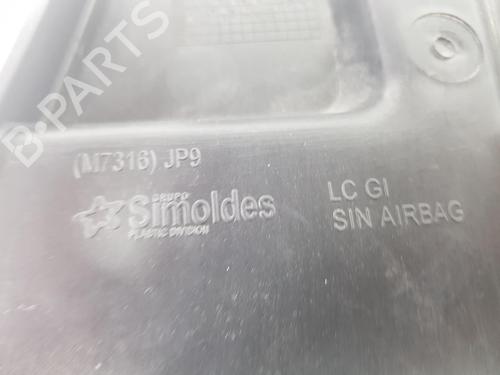 B-PARTS
(M7316) JP9
GRUPO
Simoldes
PLASTIC DIVISION
LC GI
SIN AIRBAG